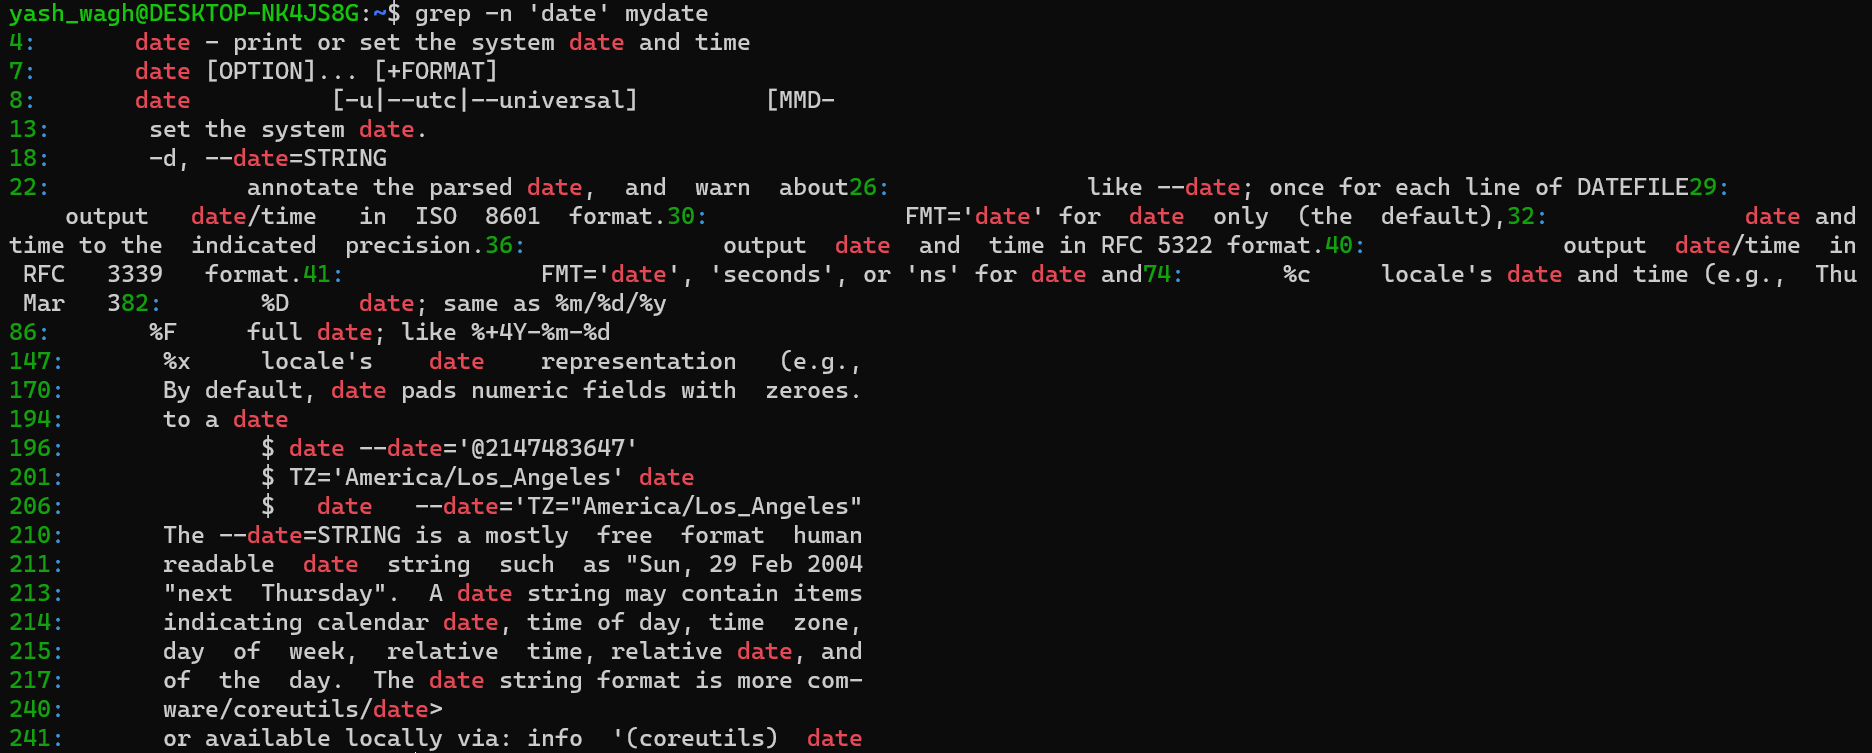 yash_wagh@DESKTOP-NK4JS8G:~$ grep -n 'date' mydate
4:       date - print or set the system date and time
7:       date [OPTION]... [+FORMAT]
8:       date          [-u|--utc|--universal]         [MMD-
13:       set the system date.
18:       -d, --date=STRING
22:              annotate the parsed date,  and  warn  about26:              like --date; once for each line of DATEFILE29:
    output   date/time   in  ISO  8601  format.30:              FMT='date' for  date  only  (the  default),32:              date and
time to the  indicated  precision.36:              output  date  and  time in RFC 5322 format.40:              output  date/time  in
 RFC   3339   format.41:              FMT='date', 'seconds', or 'ns' for date and74:       %c     locale's date and time (e.g.,  Thu
 Mar   382:       %D     date; same as %m/%d/%y
86:       %F     full date; like %+4Y-%m-%d
147:       %x     locale's    date    representation   (e.g.,
170:       By default, date pads numeric fields with  zeroes.
194:       to a date
196:              $ date --date='@2147483647'
201:              $ TZ='America/Los_Angeles' date
206:              $   date   --date='TZ="America/Los_Angeles"
210:       The --date=STRING is a mostly  free  format  human
211:       readable  date  string  such  as "Sun, 29 Feb 2004
213:       "next  Thursday".  A date string may contain items
214:       indicating calendar date, time of day, time  zone,
215:       day  of  week,  relative  time, relative date, and
217:       of  the  day.  The date string format is more com-
240:       ware/coreutils/date>
241:       or available locally via: info  '(coreutils)  date